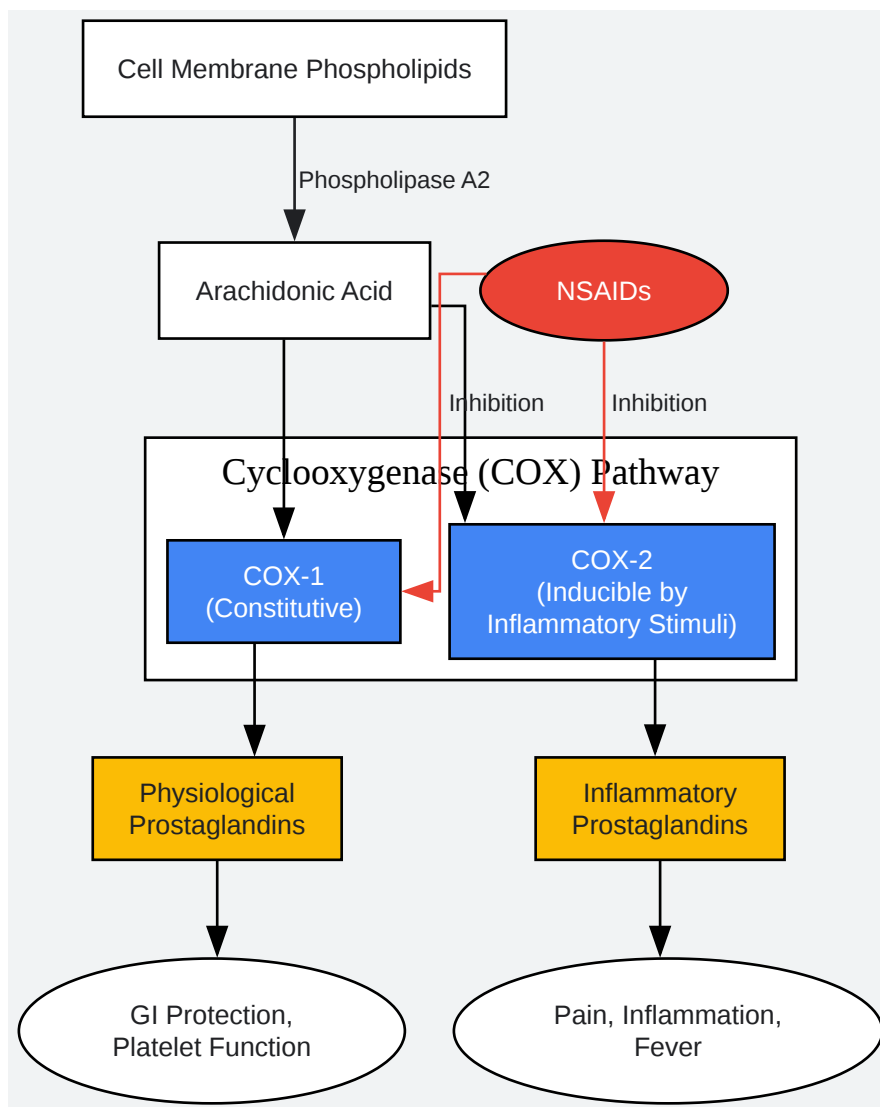 Cell Membrane Phospholipids
Phospholipase A2
Arachidonic Acid
NSAIDs
Inhibition
Inhibition
Cyclooxygenase (COX) Pathway
COX-1
(Constitutive)
COX-2
(Inducible by
Inflammatory Stimuli)
Physiological
Prostaglandins
Inflammatory
Prostaglandins
GI Protection,
Platelet Function
Pain, Inflammation,
Fever